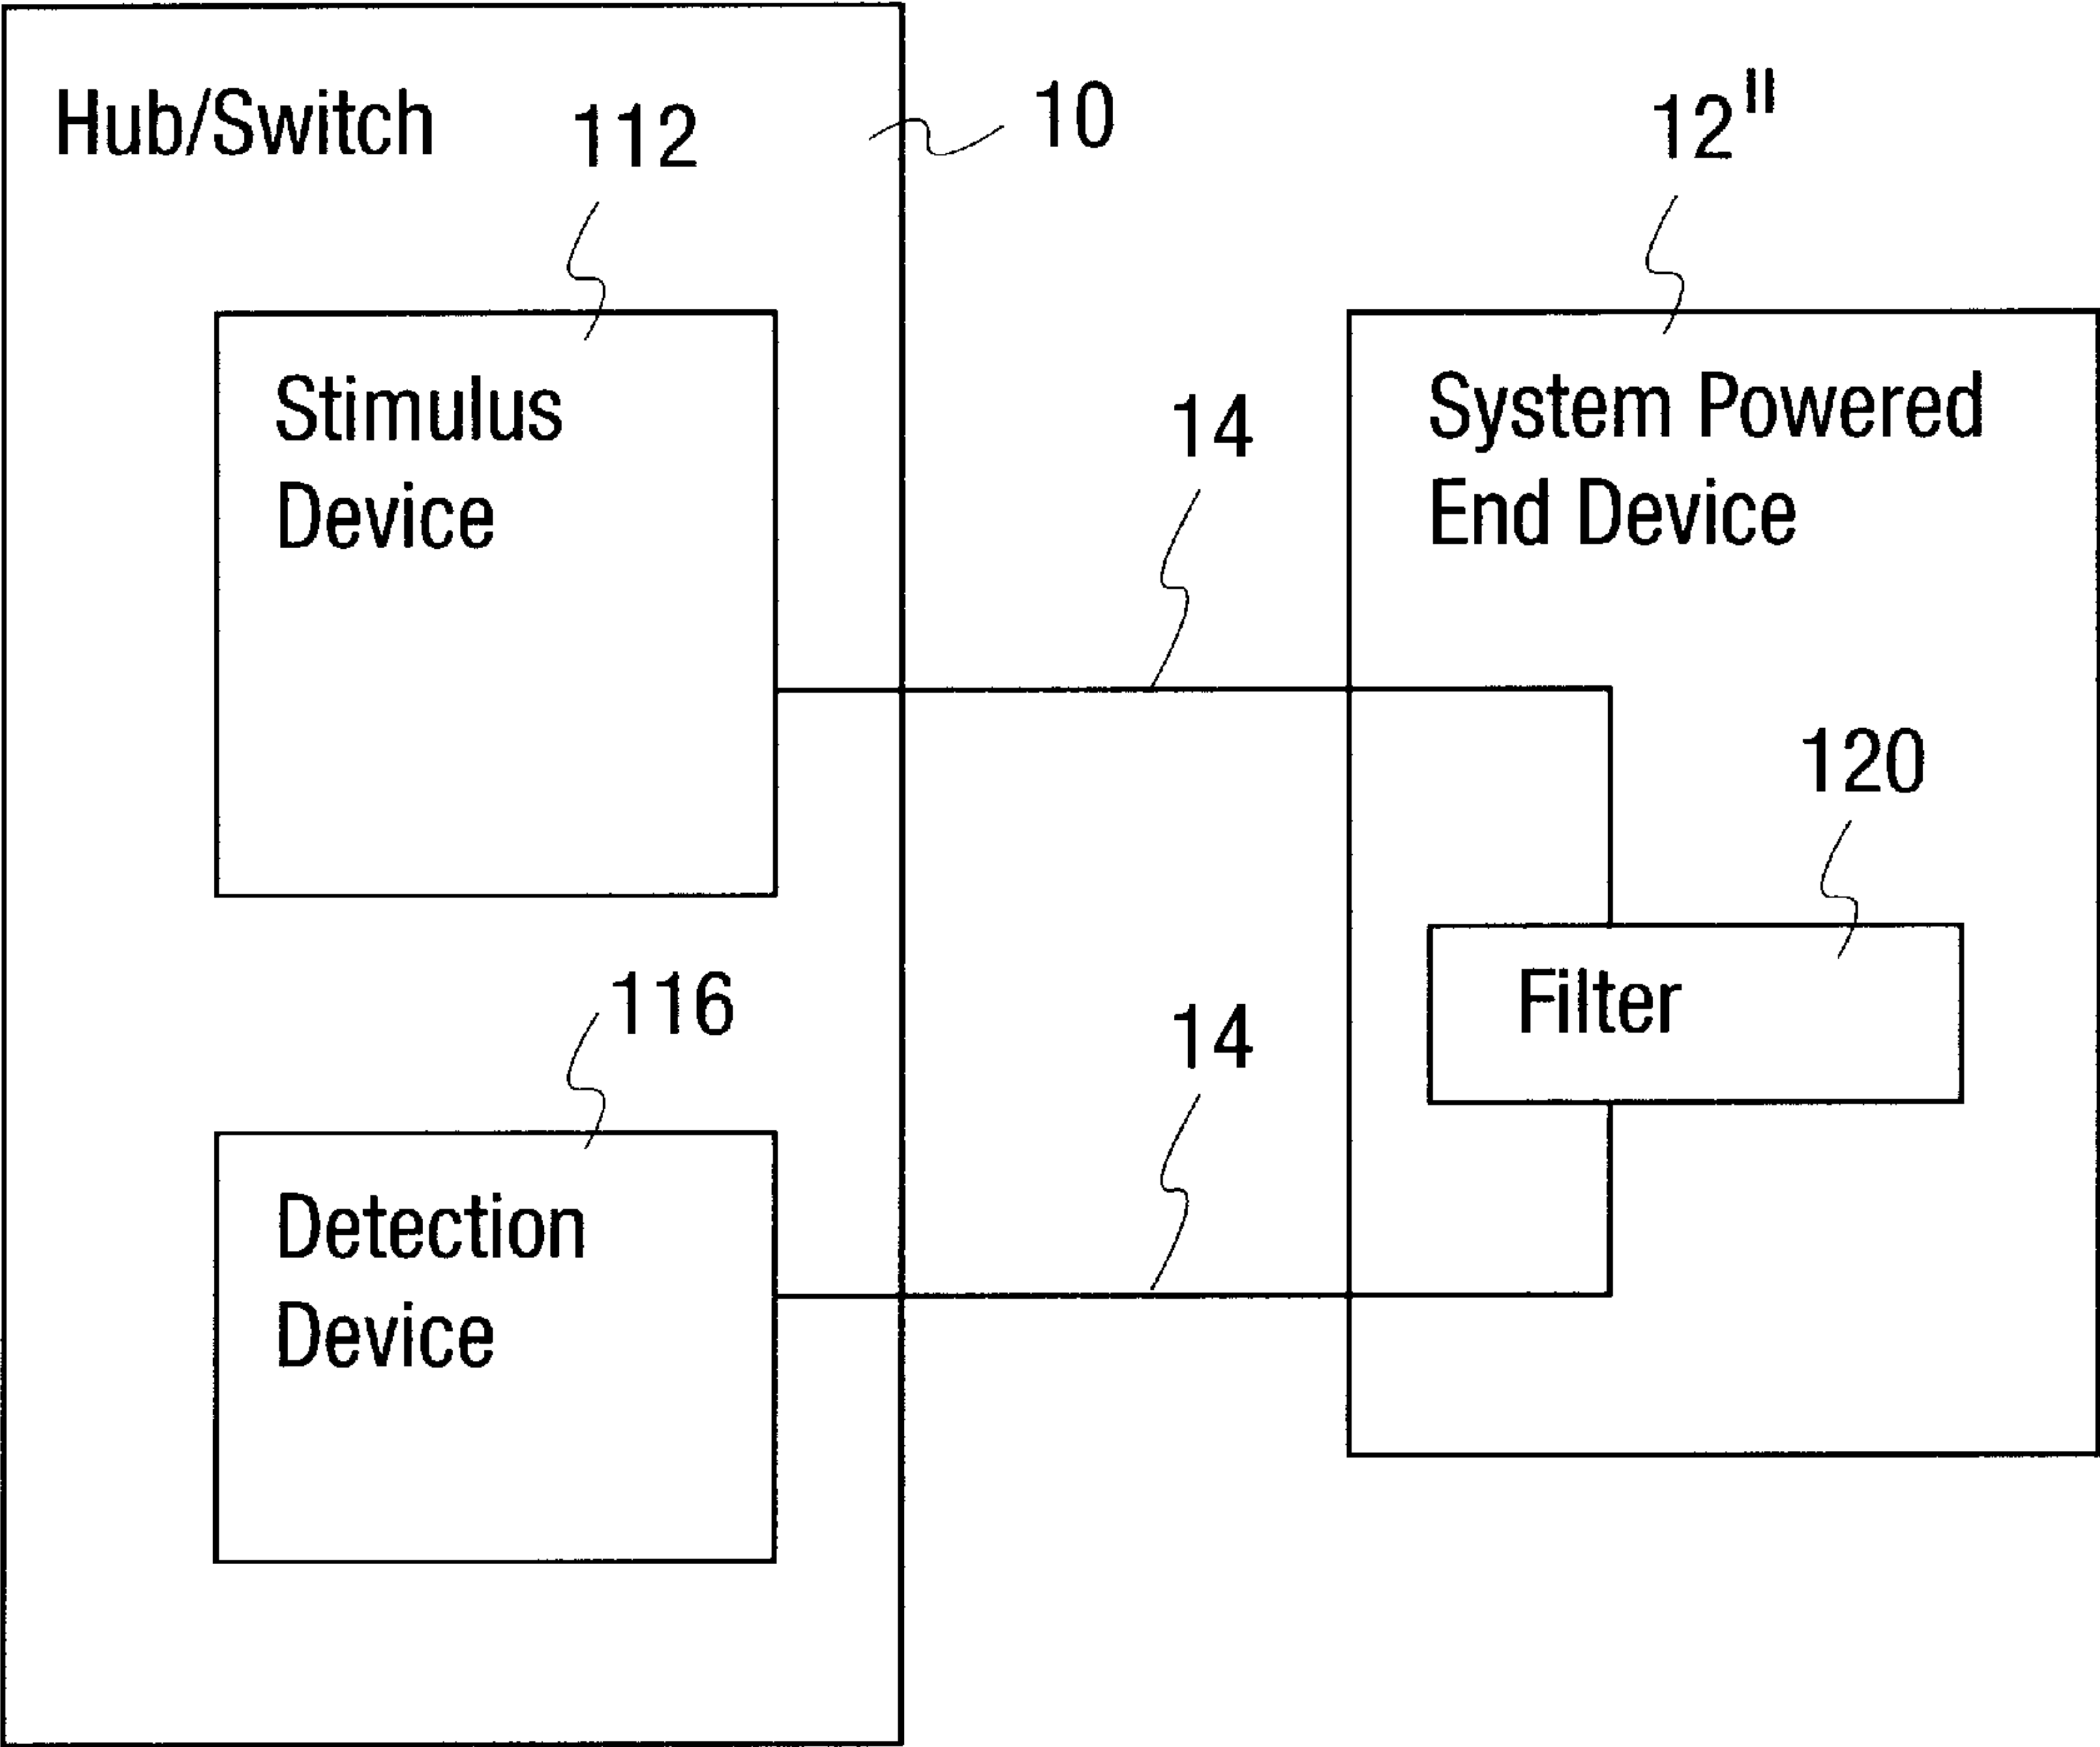 Hub/Switch
112
10
12"
Stimulus
Device
14
System Powered
End Device
120
116
14
Filter
Detection
Device